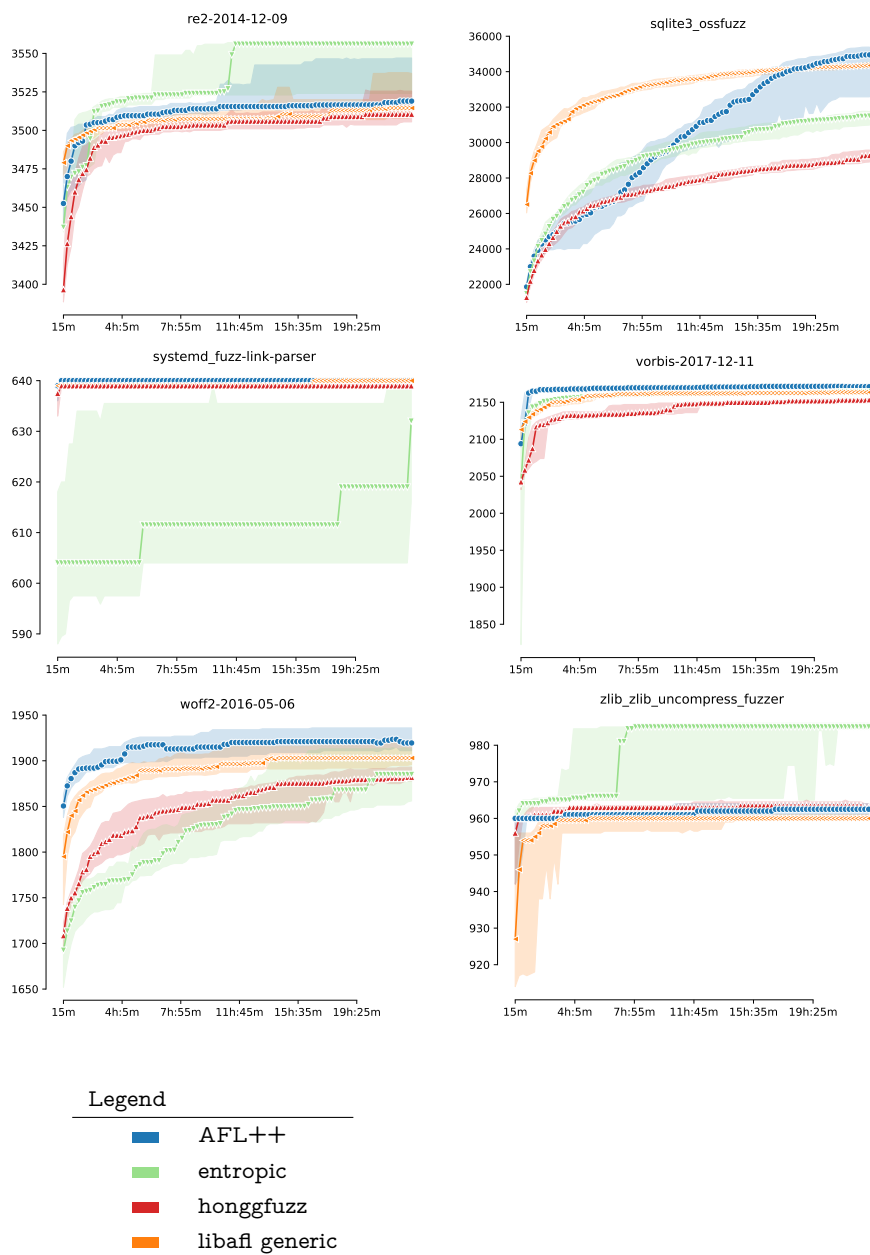 re2-2014-12-09
3550
3525
3500
3475
3450
3425
3400
15m 4h:5m 7h:55m 11h:45m 15h:35m 19h:25m
sqlite3_ossfuzz
36000
34000
32000
30000
28000
26000
24000
22000
15m 4h:5m 7h:55m 11h:45m 15h:35m 19h:25m
systemd_fuzz-link-parser
640
630
620
610
600
590
15m 4h:5m 7h:55m 11h:45m 15h:35m 19h:25m
vorbis-2017-12-11
2150
2100
2050
2000
1950
1900
1850
15m 4h:5m 7h:55m 11h:45m 15h:35m 19h:25m
woff2-2016-05-06
1950
1900
1850
1800
1750
1700
1650
15m 4h:5m 7h:55m 11h:45m 15h:35m 19h:25m
zlib_zlib_uncompress_fuzzer
980
970
960
950
940
930
920
15m 4h:5m 7h:55m 11h:45m 15h:35m 19h:25m
Legend
AFL++
entropic
honggfuzz
libafl generic